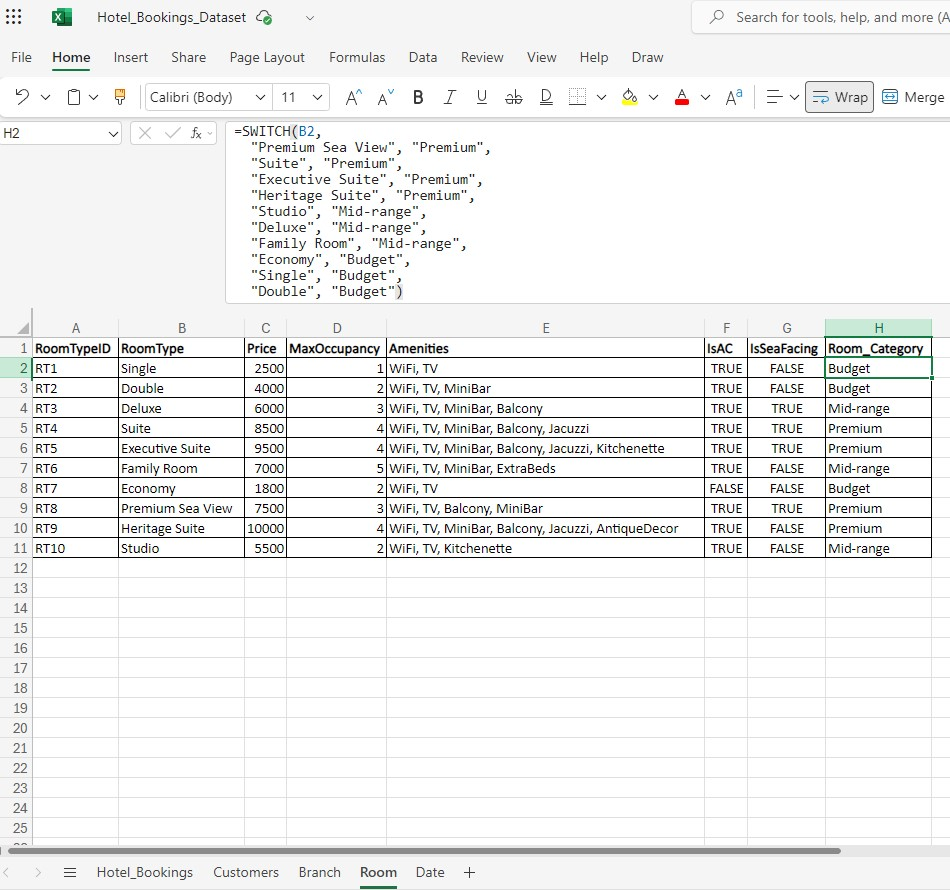 Hotel_Bookings_Dataset
Search for tools, help, and more (A
File Home Insert Share Page Layout Formulas Data Review View Help Draw
Calibri (Body) 11 A A B I U ab D A A Wrap Merge
H2 fx =SWITCH(B2,
"Premium Sea View", "Premium",
"Suite", "Premium",
"Executive Suite", "Premium",
"Heritage Suite", "Premium",
"Studio", "Mid-range",
"Deluxe", "Mid-range",
"Family Room", "Mid-range",
"Economy", "Budget",
"Single", "Budget",
"Double", "Budget")
A B C D E F G H
1 RoomTypeID RoomType Price MaxOccupancy Amenities IsAC IsSeaFacing Room_Category
2 RT1 Single 2500 1 WiFi, TV TRUE FALSE Budget
3 RT2 Double 4000 2 WiFi, TV, MiniBar TRUE FALSE Budget
4 RT3 Deluxe 6000 3 WiFi, TV, MiniBar, Balcony TRUE TRUE Mid-range
5 RT4 Suite 8500 4 WiFi, TV, MiniBar, Balcony, Jacuzzi TRUE TRUE Premium
6 RT5 Executive Suite 9500 4 WiFi, TV, MiniBar, Balcony, Jacuzzi, Kitchenette TRUE TRUE Premium
7 RT6 Family Room 7000 5 WiFi, TV, MiniBar, ExtraBeds TRUE FALSE Mid-range
8 RT7 Economy 1800 2 WiFi, TV FALSE FALSE Budget
9 RT8 Premium Sea View 7500 3 WiFi, TV, Balcony, MiniBar TRUE TRUE Premium
10 RT9 Heritage Suite 10000 4 WiFi, TV, MiniBar, Balcony, Jacuzzi, AntiqueDecor TRUE FALSE Premium
11 RT10 Studio 5500 2 WiFi, TV, Kitchenette TRUE FALSE Mid-range
12
13
14
15
16
17
18
19
20
21
22
23
24
25
Hotel_Bookings Customers Branch Room Date